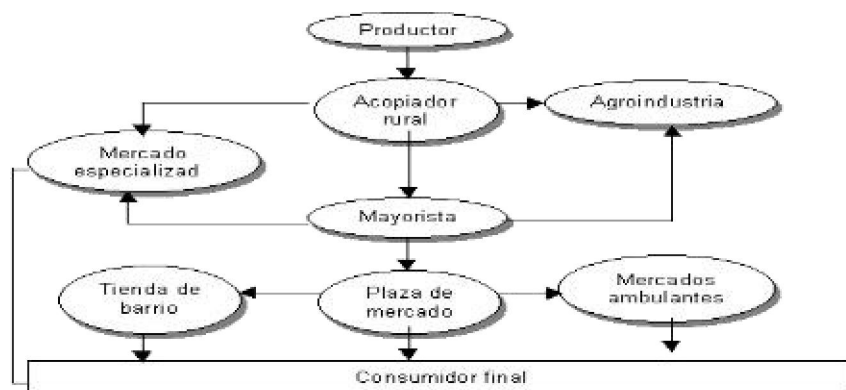 Productor
Acopiador
rural
Agroindustria
Mercado
especializad
Mayorista
Tienda de
barrio
Plaza de
mercado
Mercados
ambulantes
Consumidor final